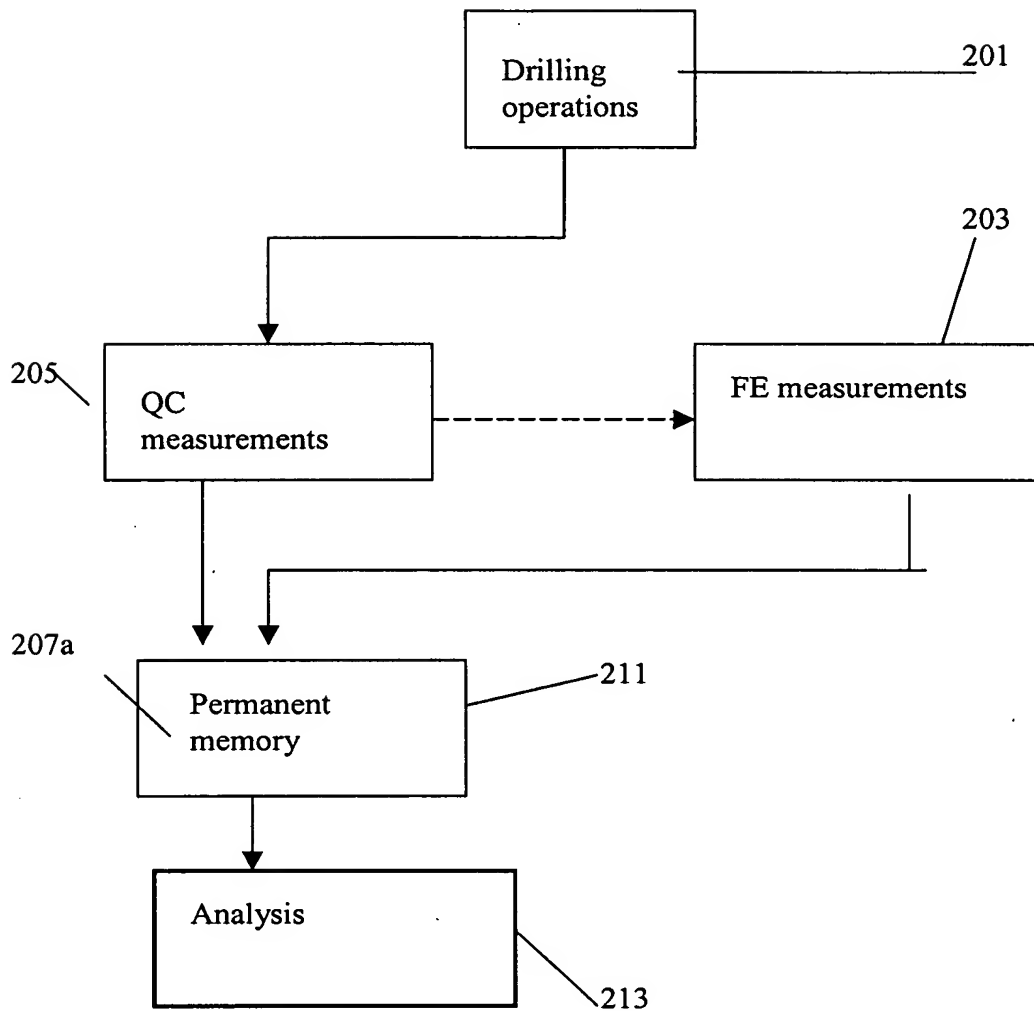 Drilling
operations
201
203
205
QC
measurements
FE measurements
207a
Permanent
memory
211
Analysis
213